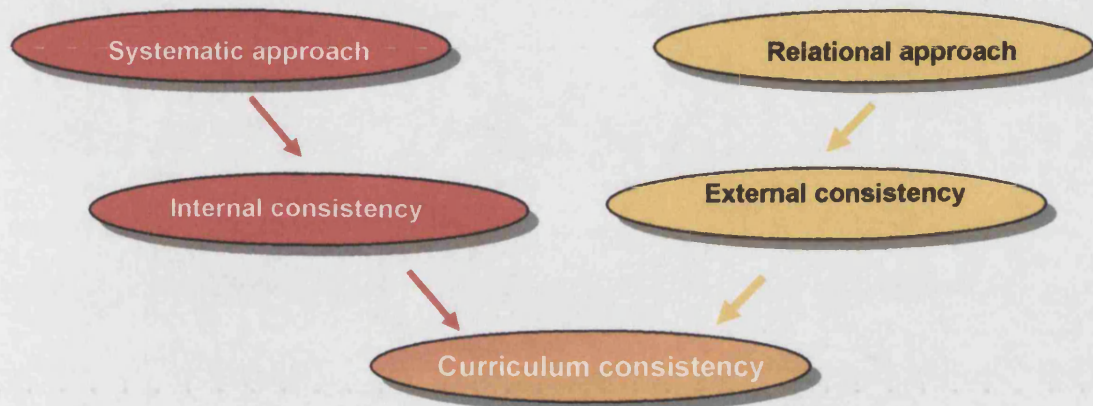 Systematic approach
Relational approach
Internal consistency
External consistency
Curriculum consistency